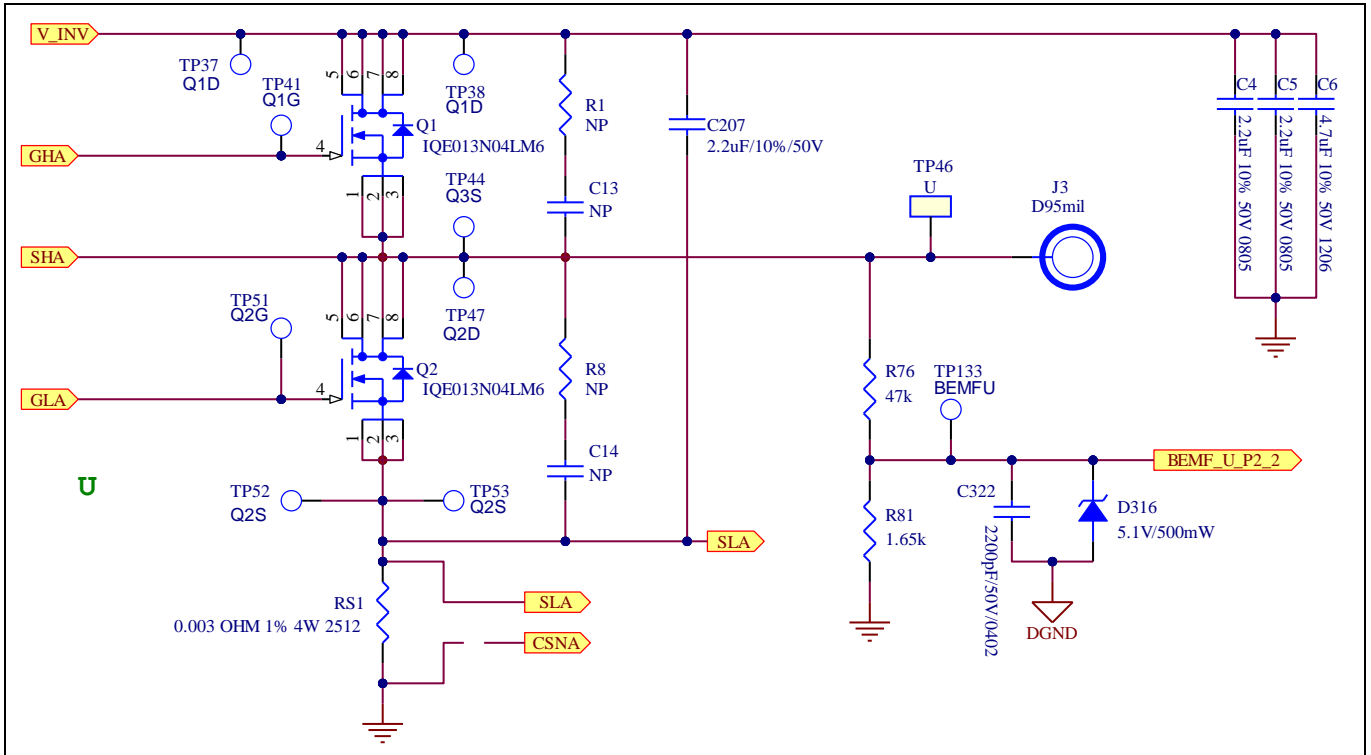 V_INV
TP37
Q1D
TP41
Q1G
5
6
7
8
TP38
Q1D
R1
NP
C207
2.2uF/10%/50V
C4
2.2uF 10% 50V 0805
C5
2.2uF 10% 50V 0805
C6
4.7uF 10% 50V 1206
GHA
4
Q1
IQE013N04LM6
1
2
3
TP44
Q3S
C13
NP
TP46
U
J3
D95mil
SHA
TP51
Q2G
5
6
7
8
TP47
Q2D
GLA
4
Q2
IQE013N04LM6
R8
NP
R76
47k
TP133
BEMFU
1
2
3
C14
NP
BEMF_U_P2_2
U
TP52
Q2S
TP53
Q2S
R81
1.65k
C322
2200pF/50V/0402
D316
5.1V/500mW
SLA
RS1
0.003 OHM 1% 4W 2512
SLA
CSNA
DGND